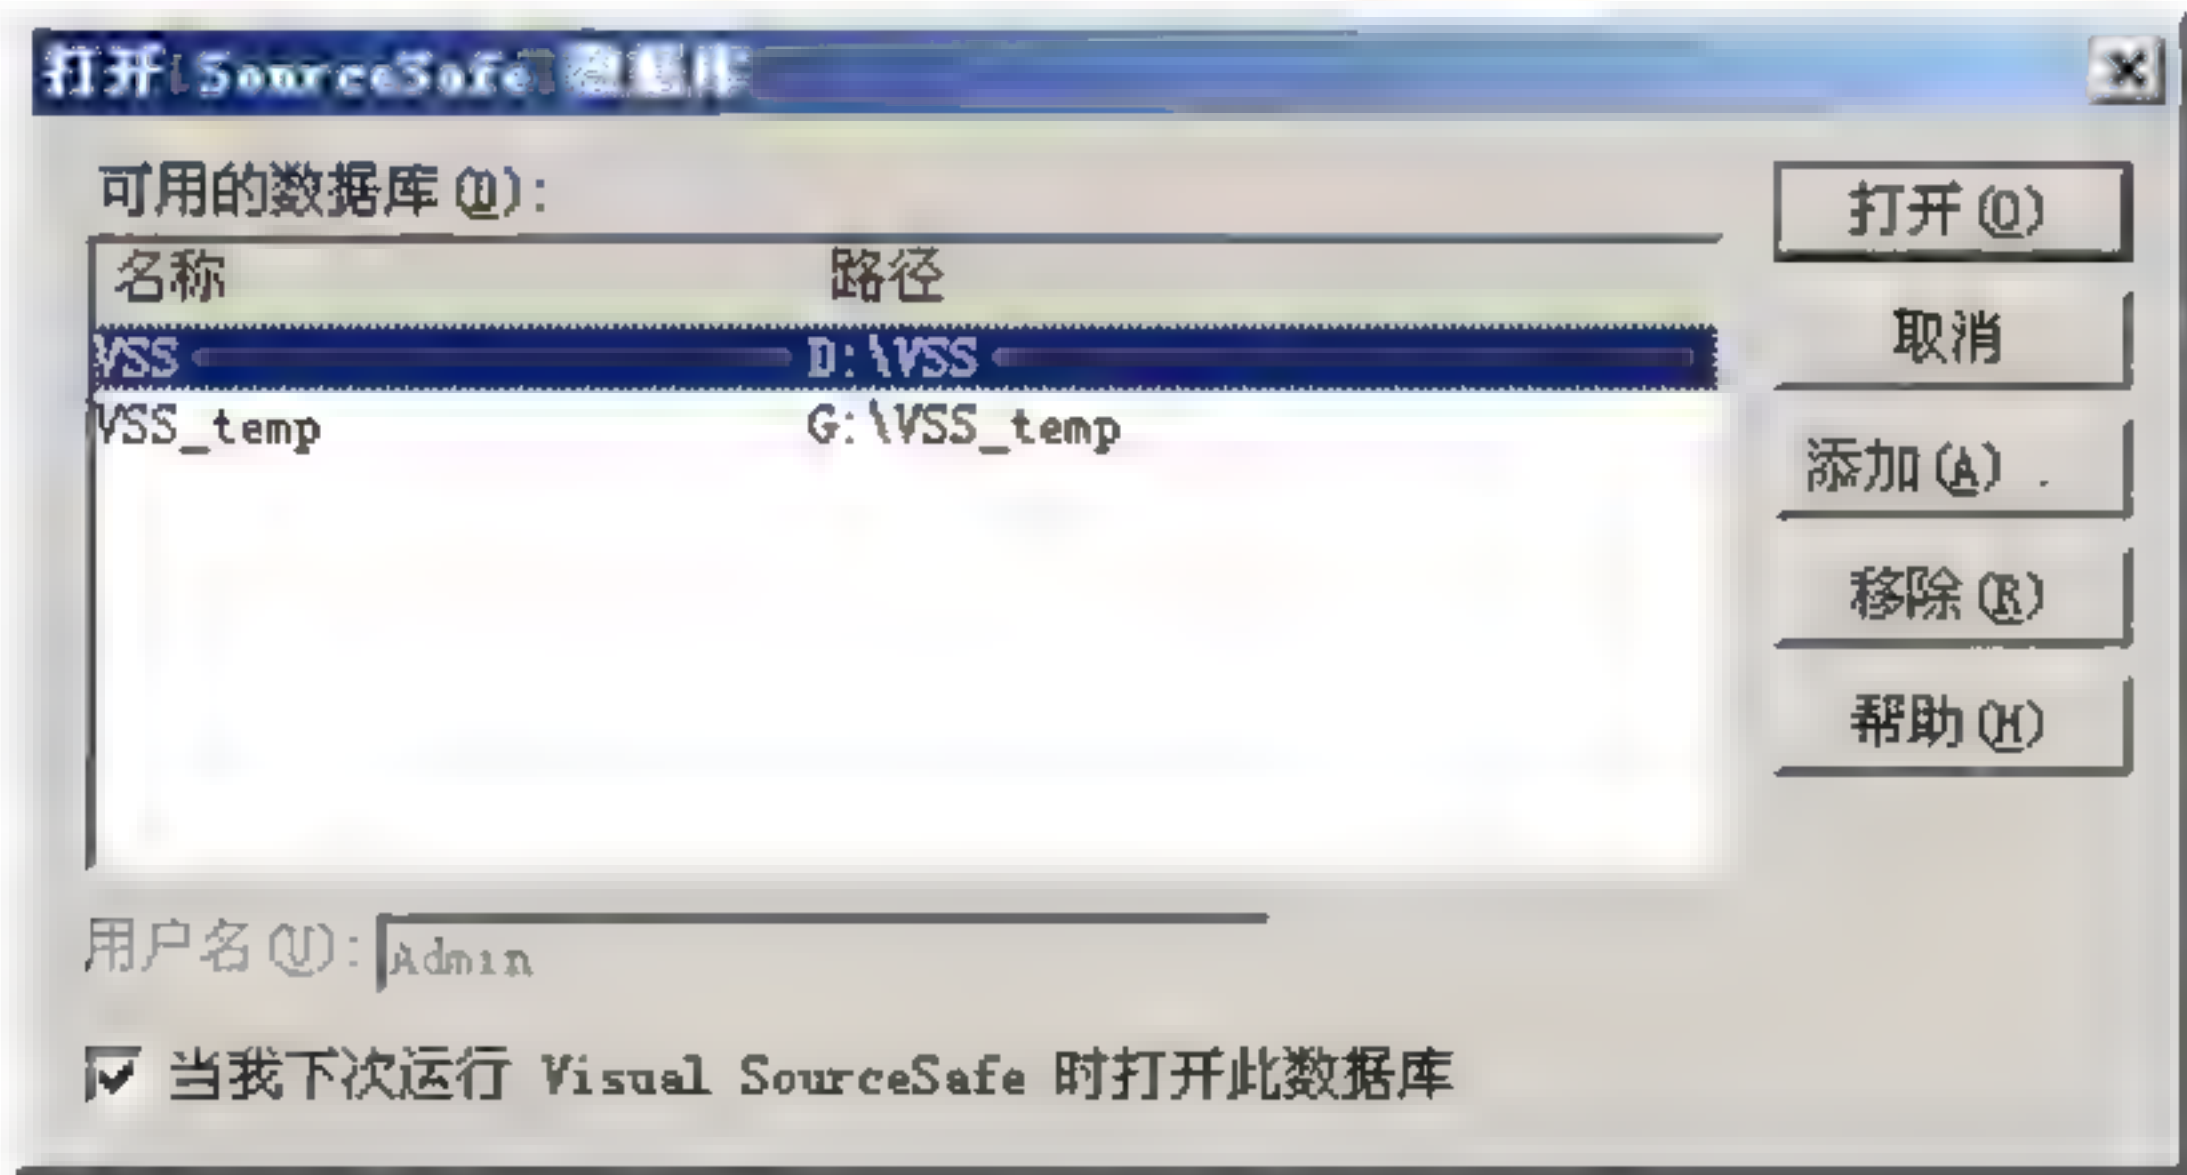 打开 SourceSafe 数据库
可用的数据库(D):
名称 路径
VSS D:\VSS
VSS_temp G:\VSS_temp
打开(O)
取消
添加(A) .
移除(R)
帮助(H)
用户名(U): Admin
当我下次运行 Visual SourceSafe 时打开此数据库